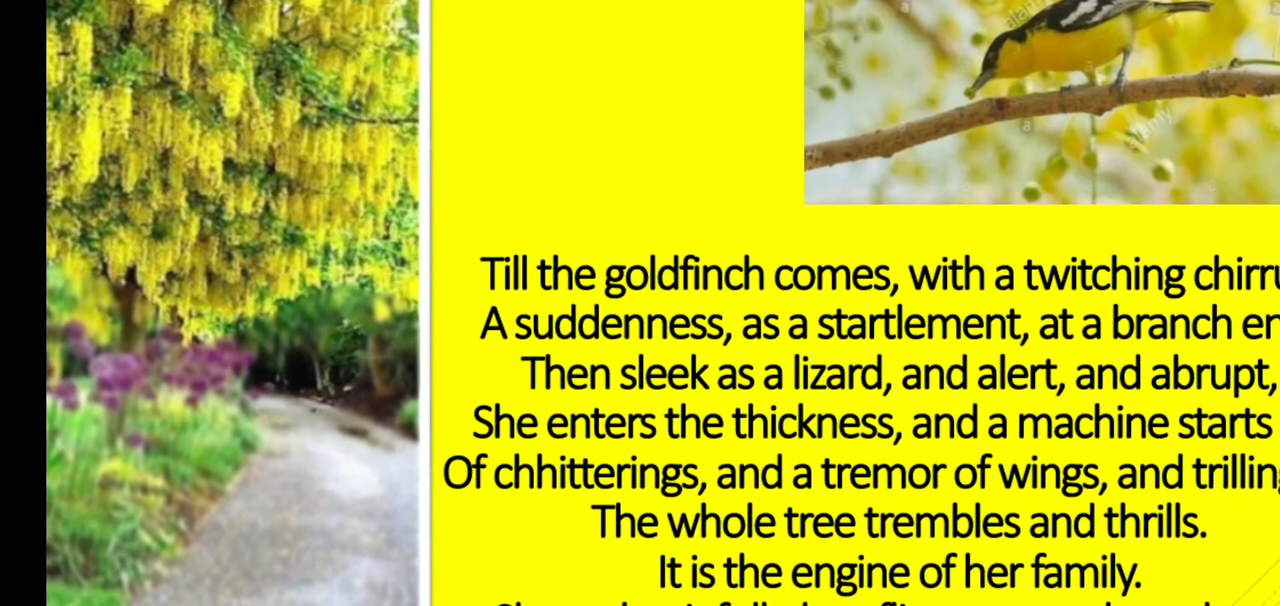 Till the goldfinch comes, with a twitching
A suddenness, as a startlement, at a branch
Then sleek as a lizard, and alert, and abrupt,
She enters the thickness, and a machine starts
Of chhitterings, and a tremor of wings, and
The whole tree trembles and thrills.
It is the engine of her family.